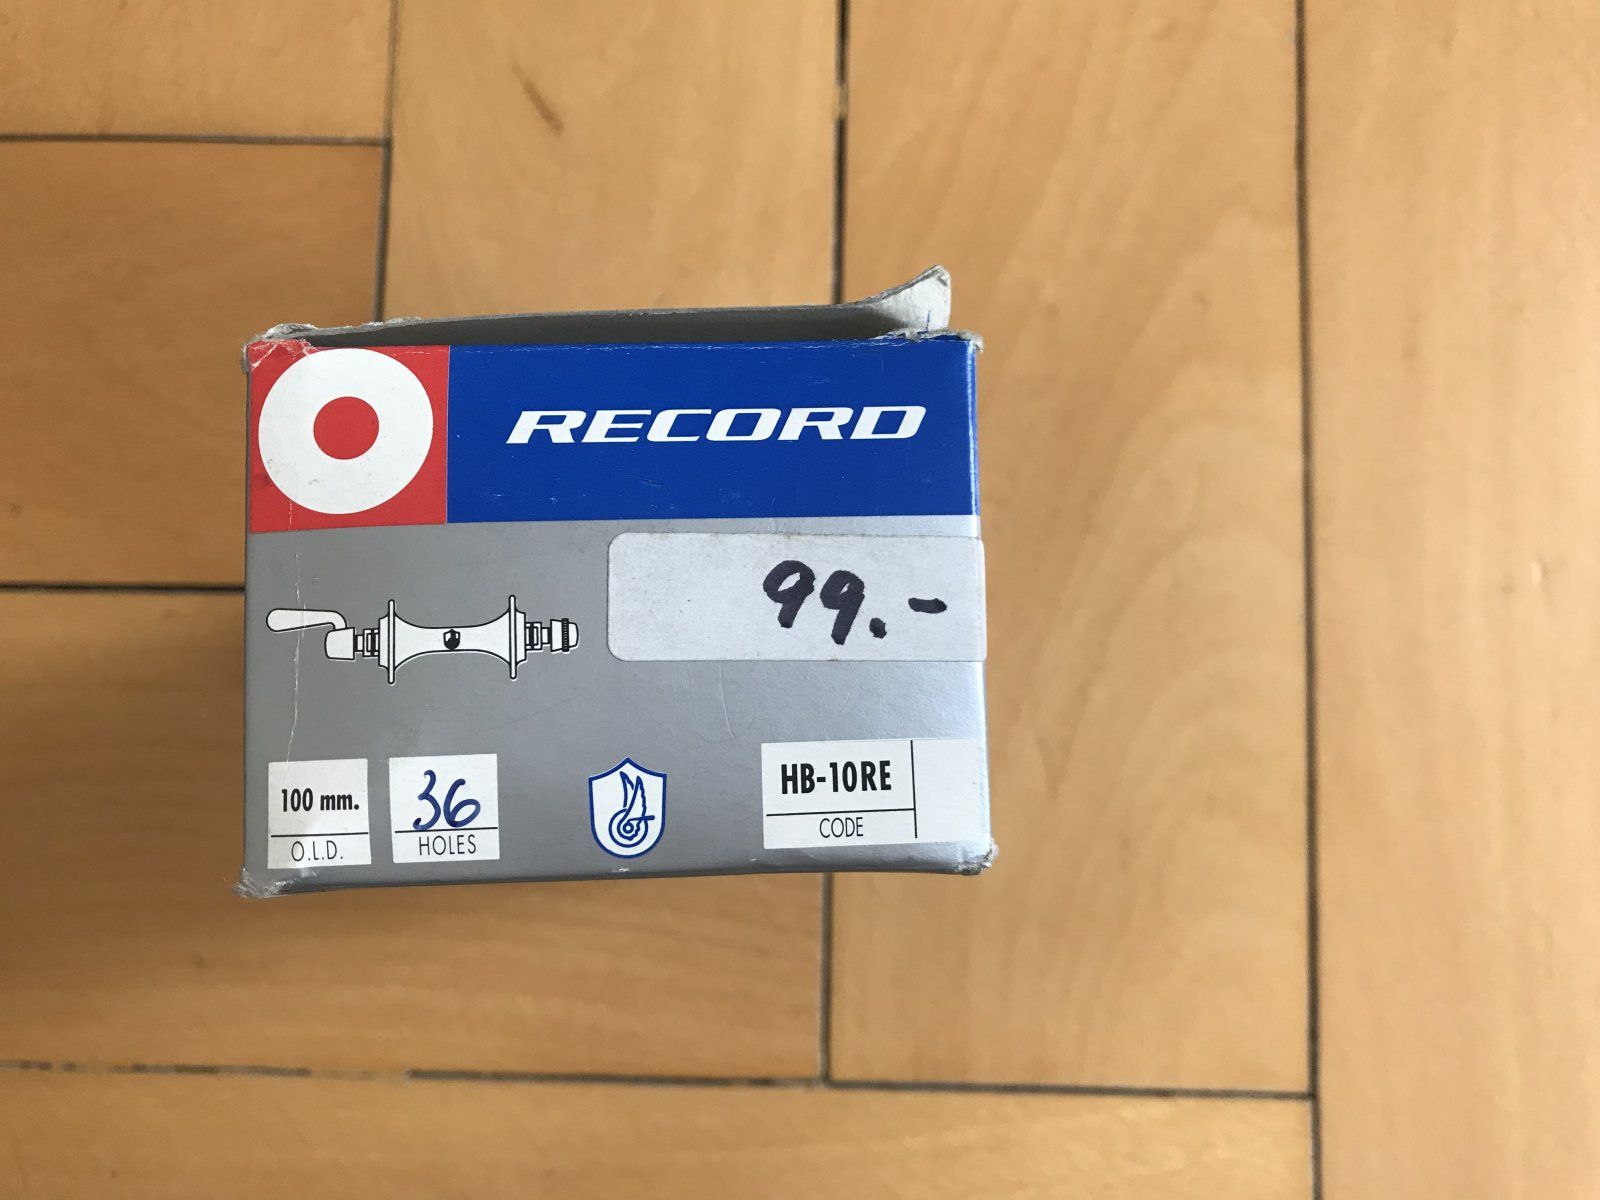 RECORD
99.-
100 mm.
O.L.D.
36
HOLES
HB-10RE
CODE